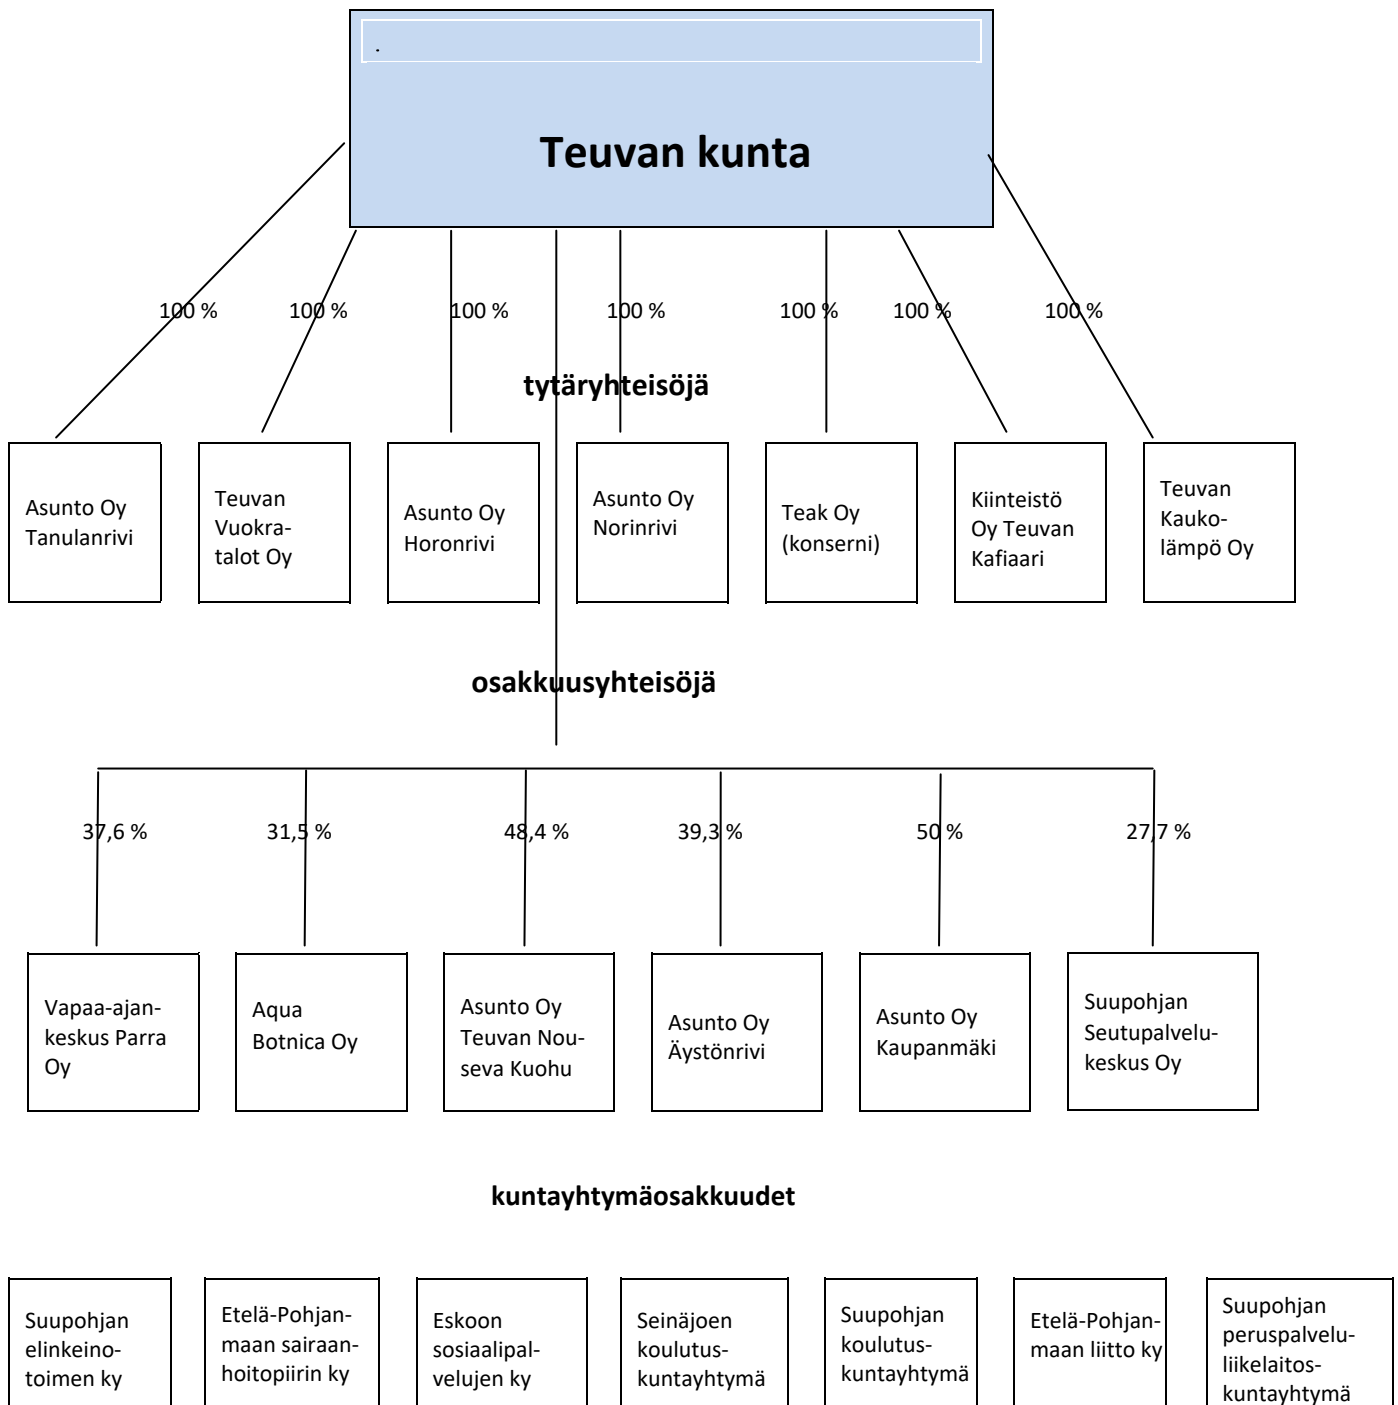 .
Teuvan kunta
100 % 100 % 100 % 100 % 100 % 100 % 100 %
tytäryhteisöjä
Asunto Oy
Tanulanrivi
Teuvan
Vuokra-
talot Oy
Asunto Oy
Horonrivi
Asunto Oy
Norinrivi
Teak Oy
(konserni)
Kiinteistö
Oy Teuvan
Kafiaari
Teuvan
Kauko-
lämpö Oy
osakkuusyhteisöjä
37,6 % 31,5 % 48,4 % 39,3 % 50 % 27,7 %
Vapaa-ajan-
keskus Parra
Oy
Aqua
Botnica Oy
Asunto Oy
Teuvan Nou-
seva Kuohu
Asunto Oy
Äystönrivi
Asunto Oy
Kaupanmäki
Suupohjan
Seutupalvelu-
keskus Oy
kuntayhtymäosakkuudet
Suupohjan
elinkeino-
toimen ky
Etelä-Pohjan-
maan sairaan-
hoitopiirin ky
Eskoon
sosiaalipal-
velujen ky
Seinäjoen
koulutus-
kuntayhtymä
Suupohjan
koulutus-
kuntayhtymä
Etelä-Pohjan-
maan liitto ky
Suupohjan
peruspalvelu-
liikelaitos-
kuntayhtymä